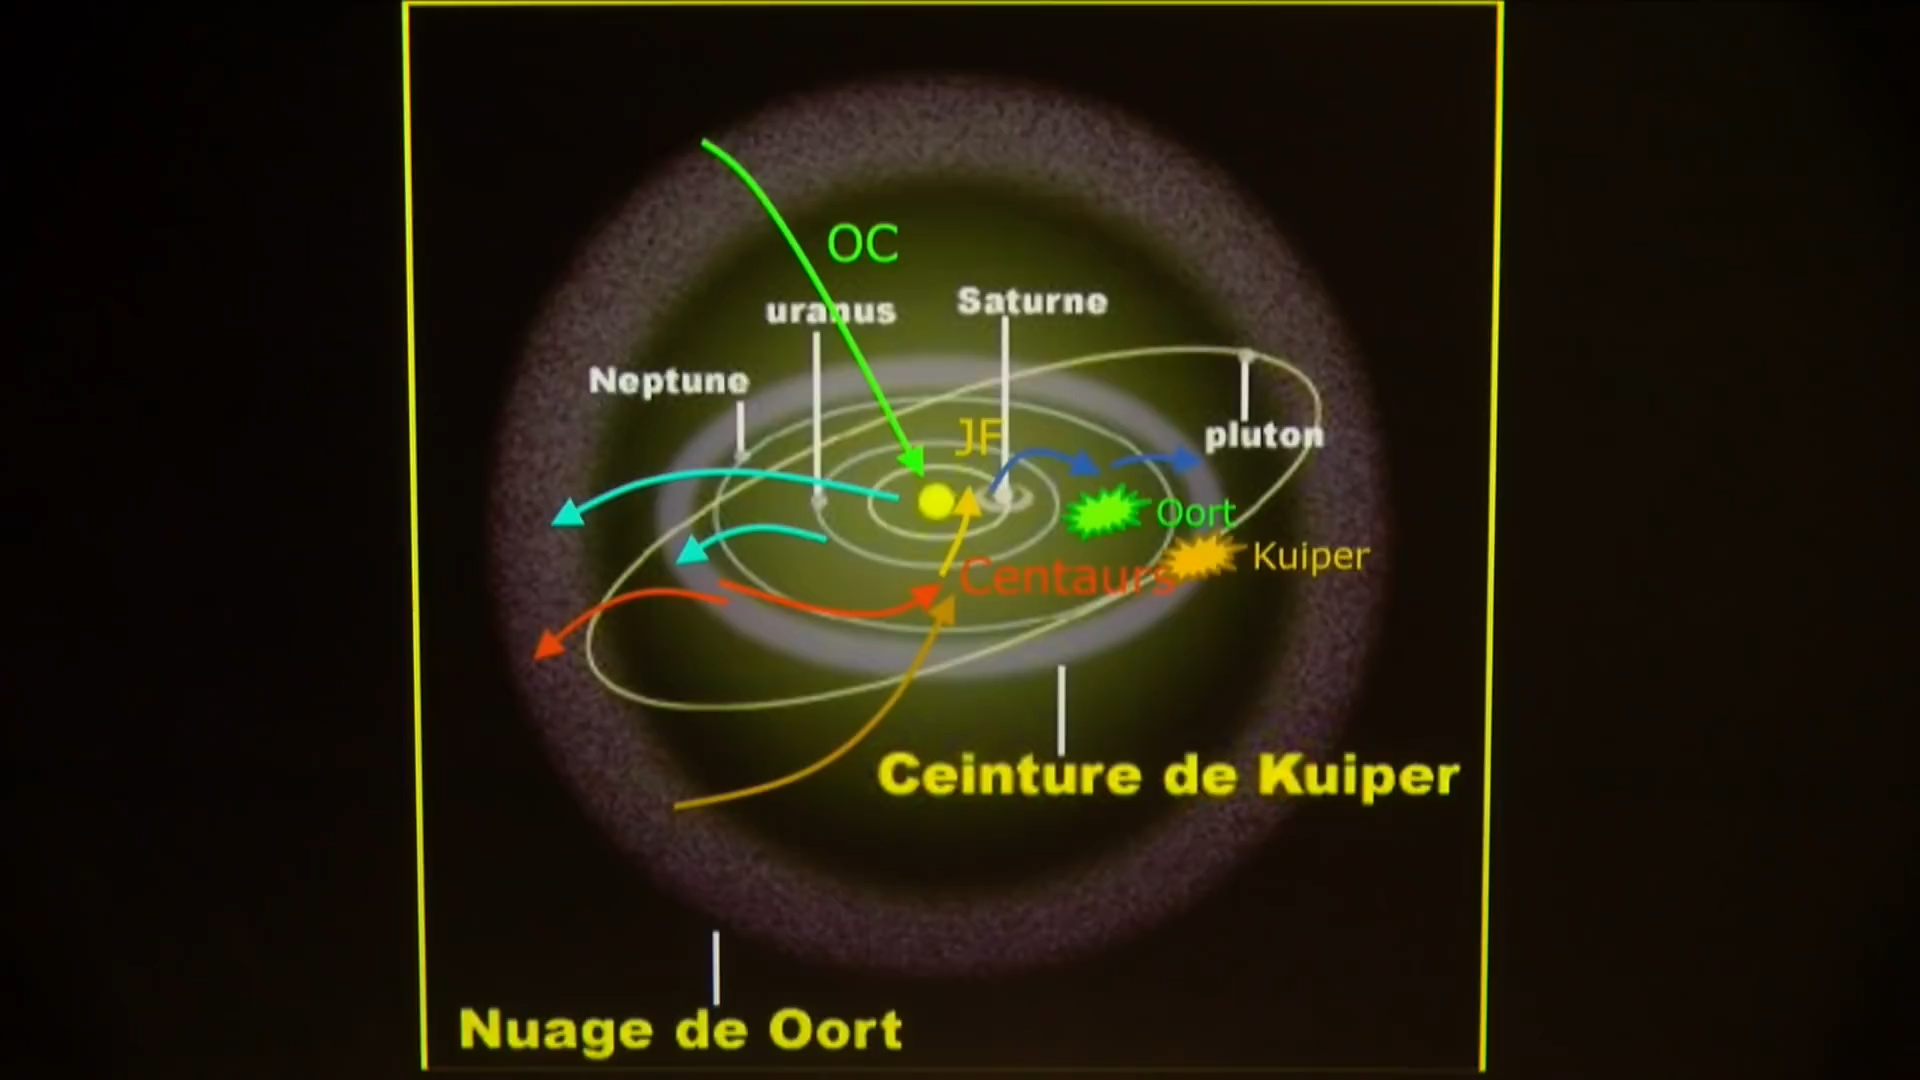 OC
uranus
Saturne
Neptune
JF
pluton
Oort
Kuiper
Centaurs
Ceinture de Kuiper
Nuage de Oort